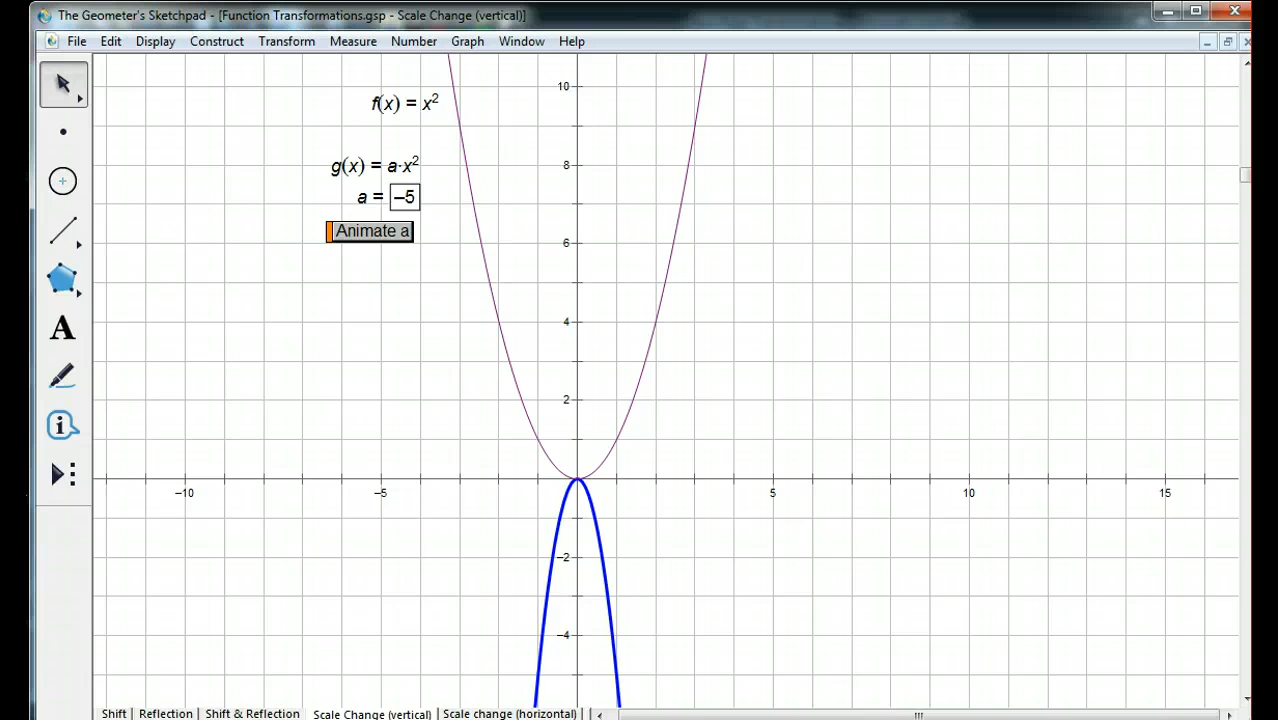 The Geometer's Sketchpad - [Function Transformations.gsp - Scale Change (vertical)]
File Edit Display Construct Transform Measure Number Graph Window Help
f(x) = x²
g(x) = a·x²
a = –5
Animate a
A
i
10
8
6
4
2
–10 –5 5 10 15
–2
–4
Shift Reflection Shift & Reflection Scale Change (vertical) Scale change (horizontal)